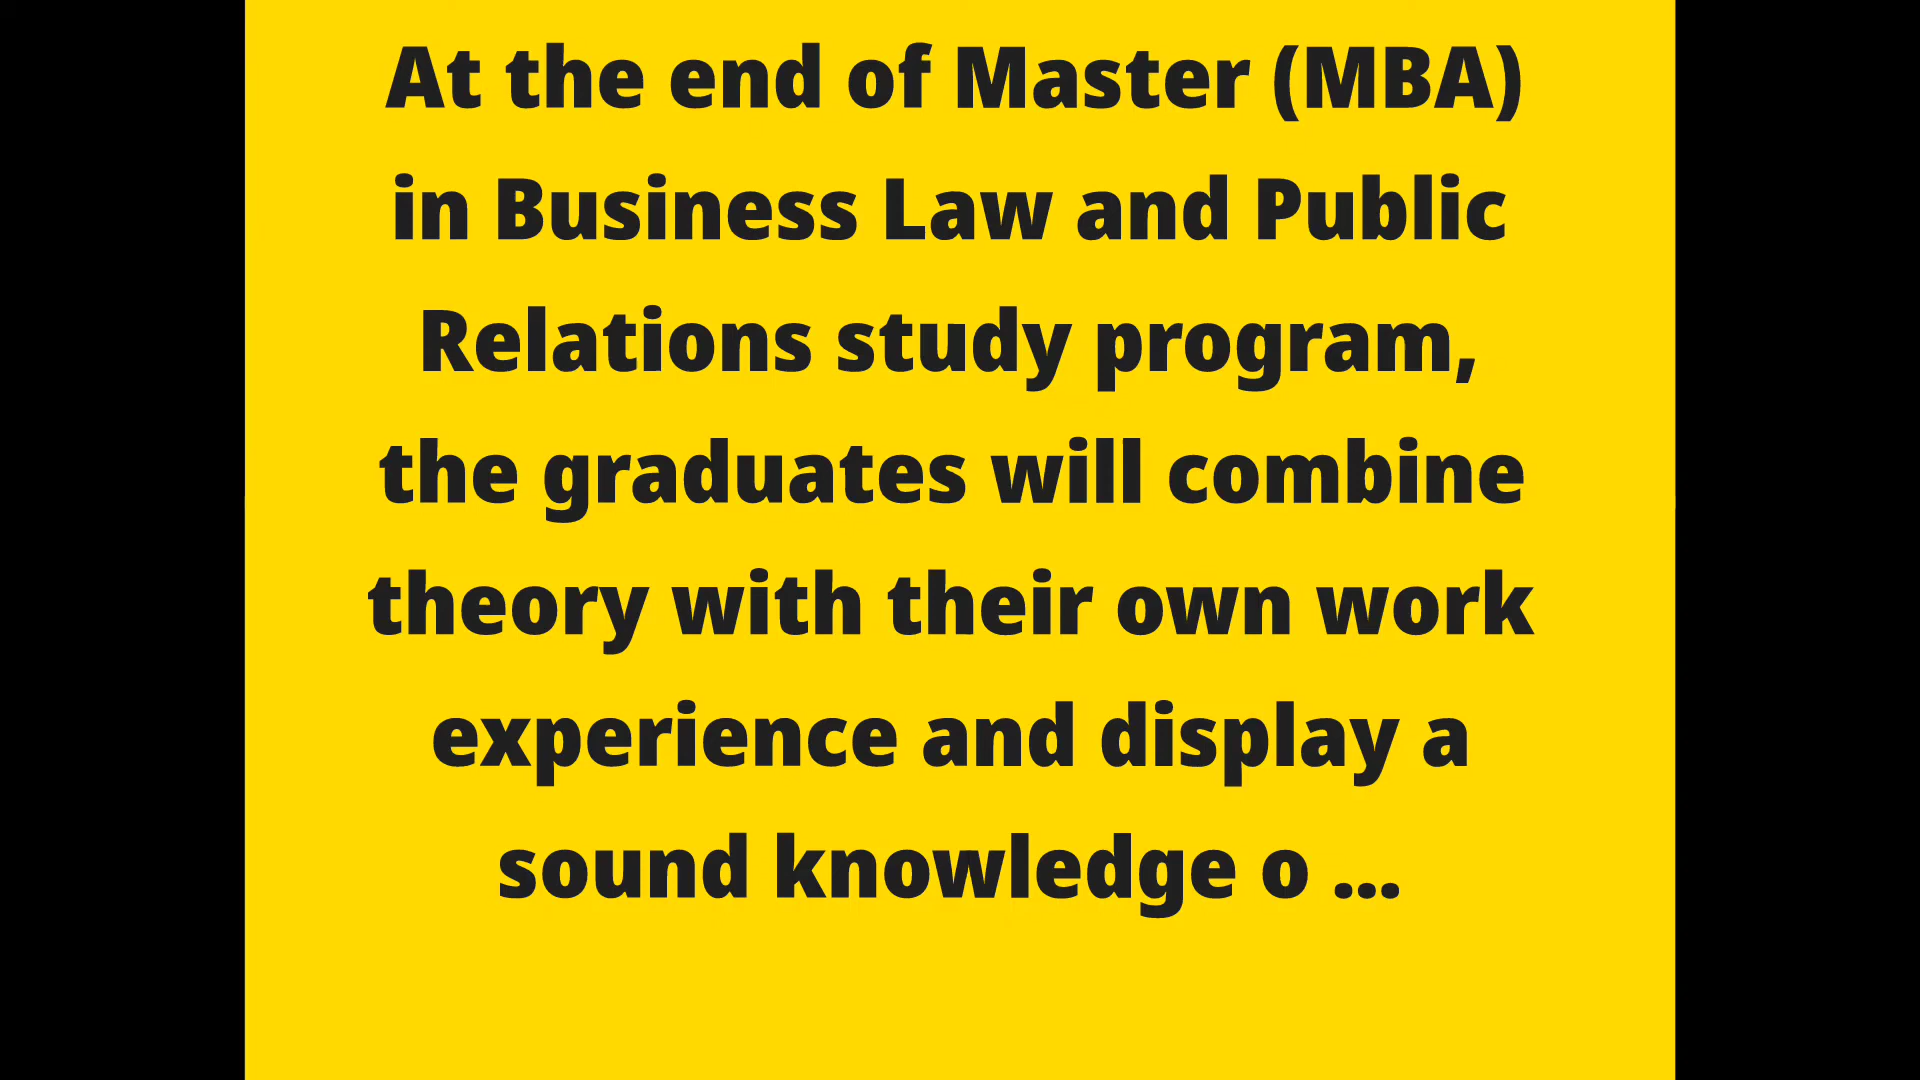 At the end of Master (MBA)
in Business Law and Public
Relations study program,
the graduates will combine
theory with their own work
experience and display a
sound knowledge o ...